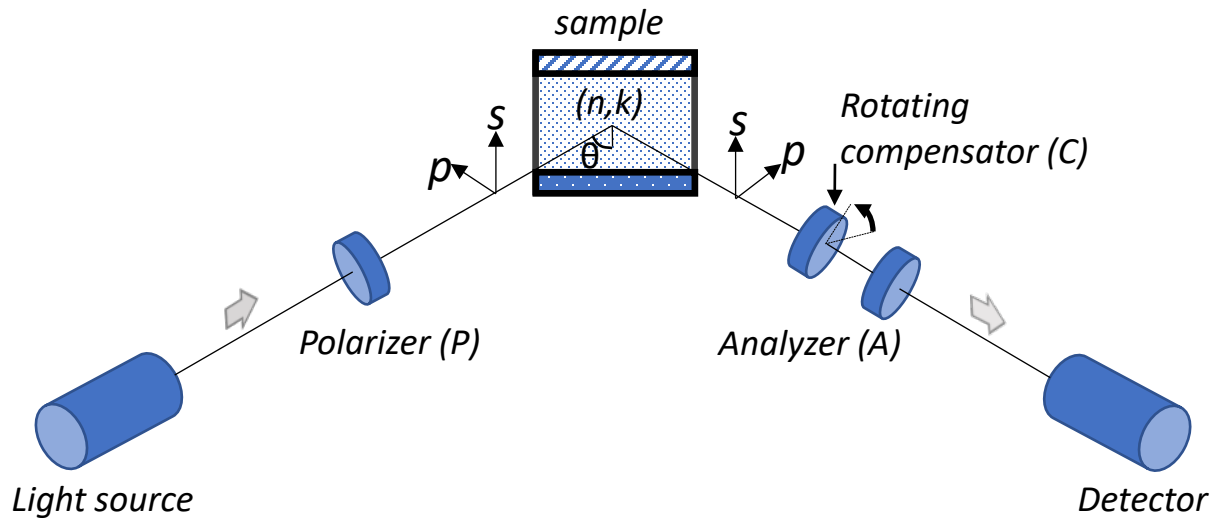 sample
(n,k)
θ
s
p
s
p
Rotating
compensator (C)
Polarizer (P)
Analyzer (A)
Light source
Detector